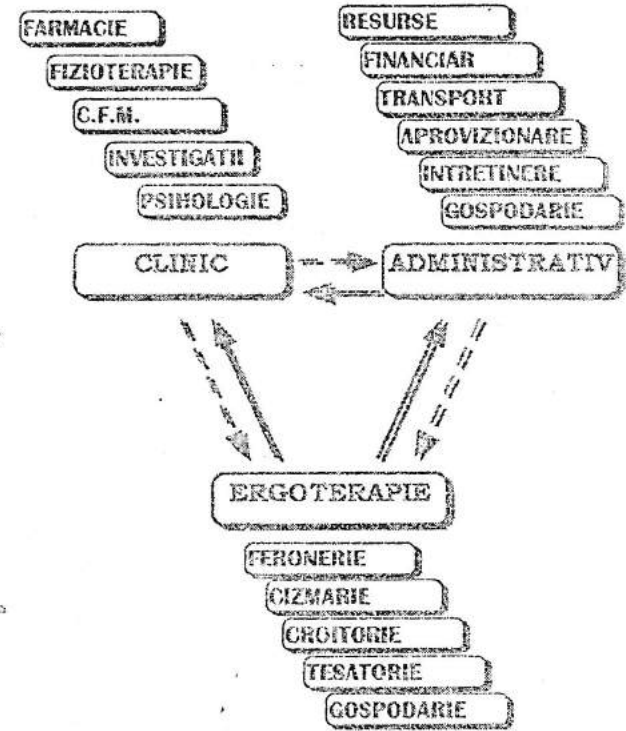 FARMACIE
FIZIOTERAPIE
C.F.M.
INVESTIGATII
PSIHOLOGIE
RESURSE
FINANCIAR
TRANSPORT
APROVIZIONARE
INTRETINERE
GOSPODARIE
CLINIC
ADMINISTRATIV
ERGOTERAPIE
FERONERIE
CIZMARIE
CROITORIE
TESATORIE
GOSPODARIE